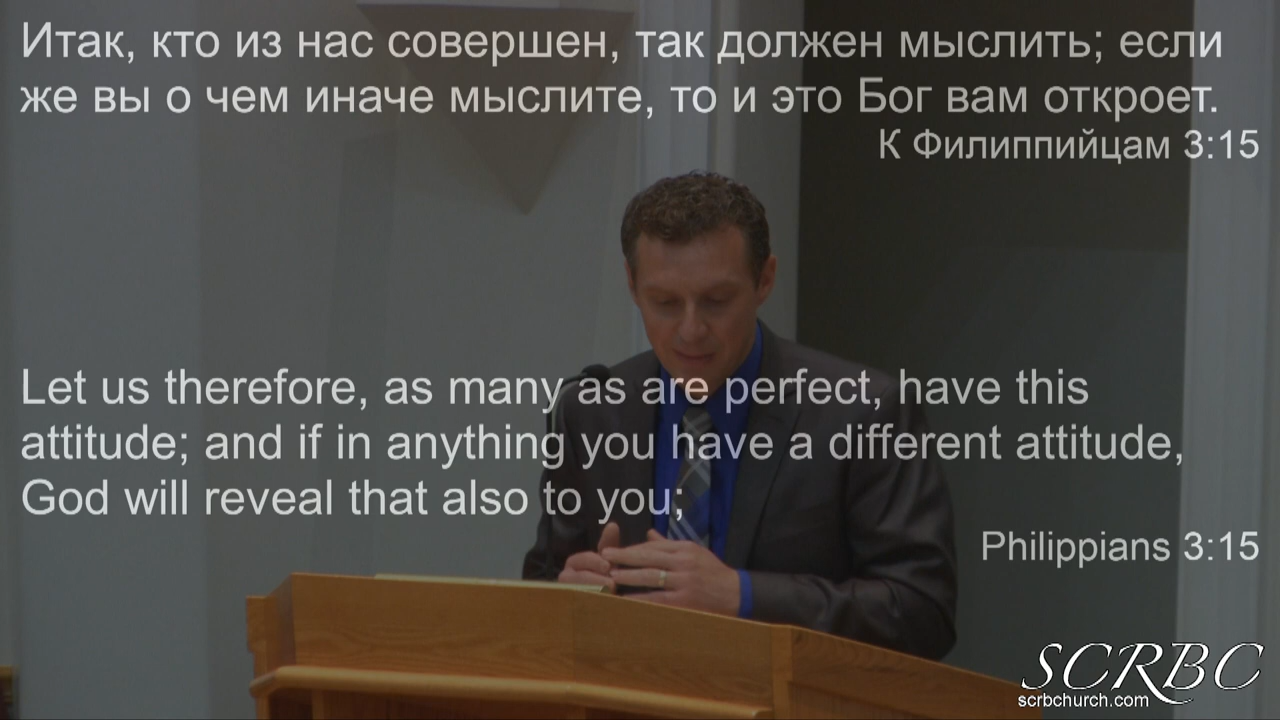 Итак, кто из нас совершен, так должен мыслить; если
же вы о чем иначе мыслите, то и это Бог вам откроет.
К Филиппийцам 3:15
Let us therefore, as many as are perfect, have this
attitude; and if in anything you have a different attitude,
God will reveal that also to you;
Philippians 3:15
SCRBC
scrbchurch.com